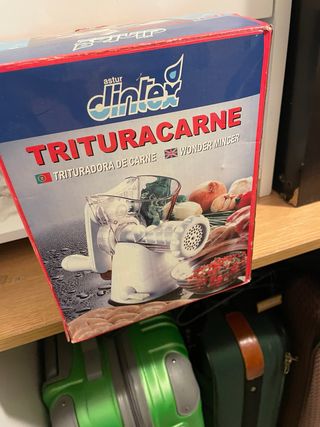 astur
dintex
TRITURACARNE
TRITURADORA DE CARNE WONDER MINCER